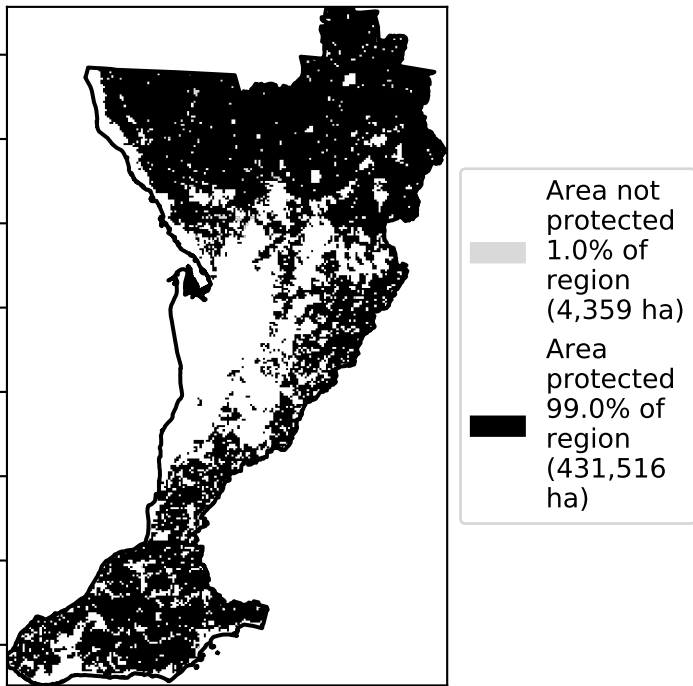 Area not
protected
1.0% of
region
(4,359 ha)
Area
protected
99.0% of
region
(431,516
ha)